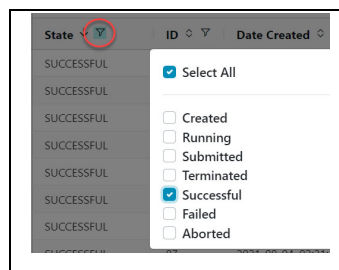 State ID Date Created
SUCCESSFUL
Select All
SUCCESSFUL
SUCCESSFUL
Created
Running
SUCCESSFUL
Submitted
SUCCESSFUL
Terminated
Successful
SUCCESSFUL
Failed
SUCCESSFUL
Aborted
SUCCESSFUL